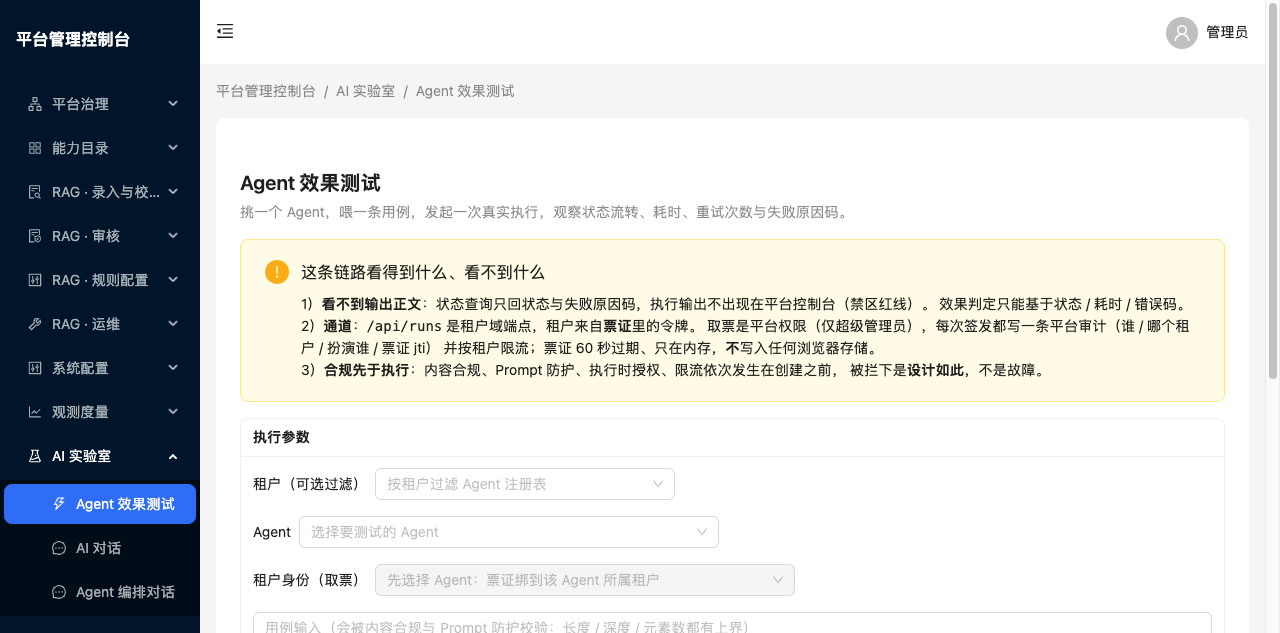 平台管理控制台
管理员
平台治理
能力目录
RAG · 录入与校...
RAG · 审核
RAG · 规则配置
RAG · 运维
系统配置
观测度量
AI 实验室
Agent 效果测试
AI 对话
Agent 编排对话
平台管理控制台 / AI 实验室 / Agent 效果测试
Agent 效果测试
挑一个 Agent，喂一条用例，发起一次真实执行，观察状态流转、耗时、重试次数与失败原因码。
这条链路看得到什么、看不到什么
1）看不到输出正文：状态查询只回状态与失败原因码，执行输出不出现在平台控制台（禁区红线）。 效果判定只能基于状态 / 耗时 / 错误码。
2）通道：/api/runs 是租户域端点，租户来自票证里的令牌。 取票是平台权限（仅超级管理员），每次签发都写一条平台审计（谁 / 哪个租
户 / 扮演谁 / 票证 jti） 并按租户限流；票证 60 秒过期、只在内存，不写入任何浏览器存储。
3）合规先于执行：内容合规、Prompt 防护、执行时授权、限流依次发生在创建之前， 被拦下是设计如此，不是故障。
执行参数
租户（可选过滤）
按租户过滤 Agent 注册表
Agent
选择要测试的 Agent
租户身份（取票）
先选择 Agent：票证绑到该 Agent 所属租户
用例输入（会被内容合规与 Prompt 防护校验：长度 / 深度 / 元素数都有上界）